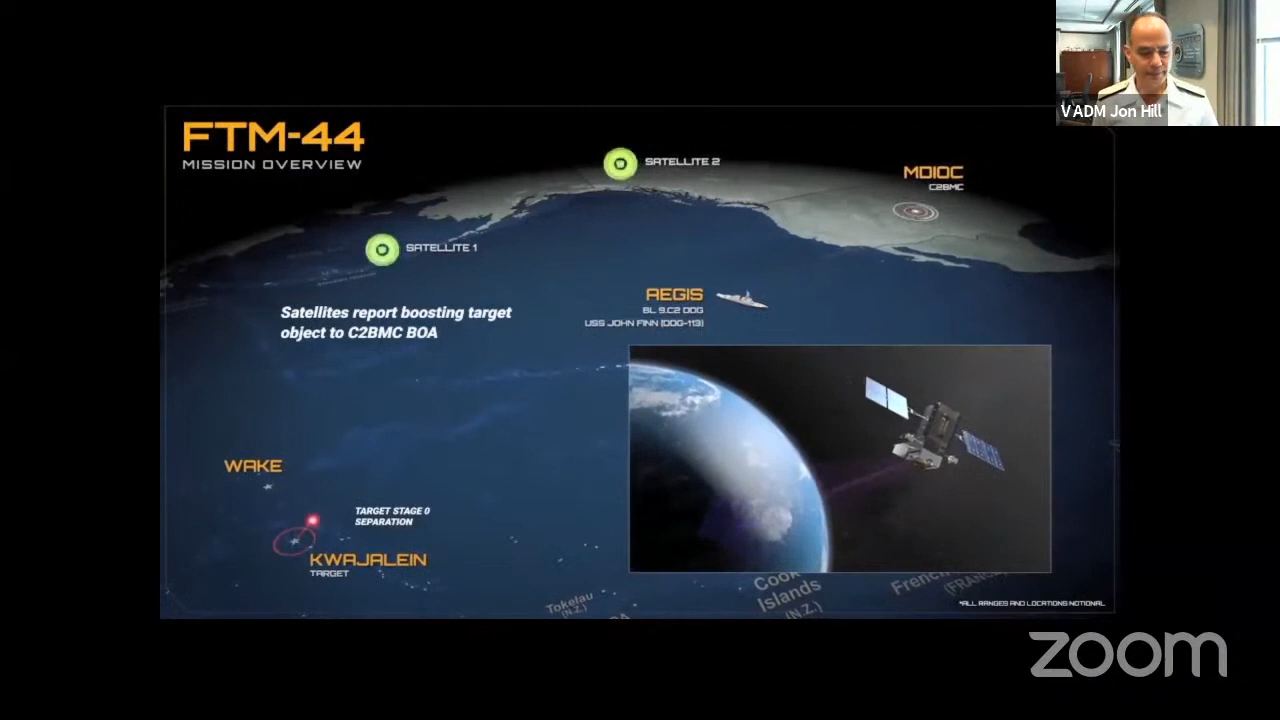 VADM Jon Hill
FTM-44
MISSION OVERVIEW
SATELLITE 2
MDIOC
C2BMC
SATELLITE 1
AEGIS
BL 9.C2 DDG
USS JOHN FINN (DDG-113)
Satellites report boosting target
object to C2BMC BOA
WAKE
TARGET STAGE 0
SEPARATION
KWAJALEIN
TARGET
Tokelau
(N.Z.)
Cook
Islands
(N.Z.)
French
*ALL RANGES AND LOCATIONS NOTIONAL
zoom